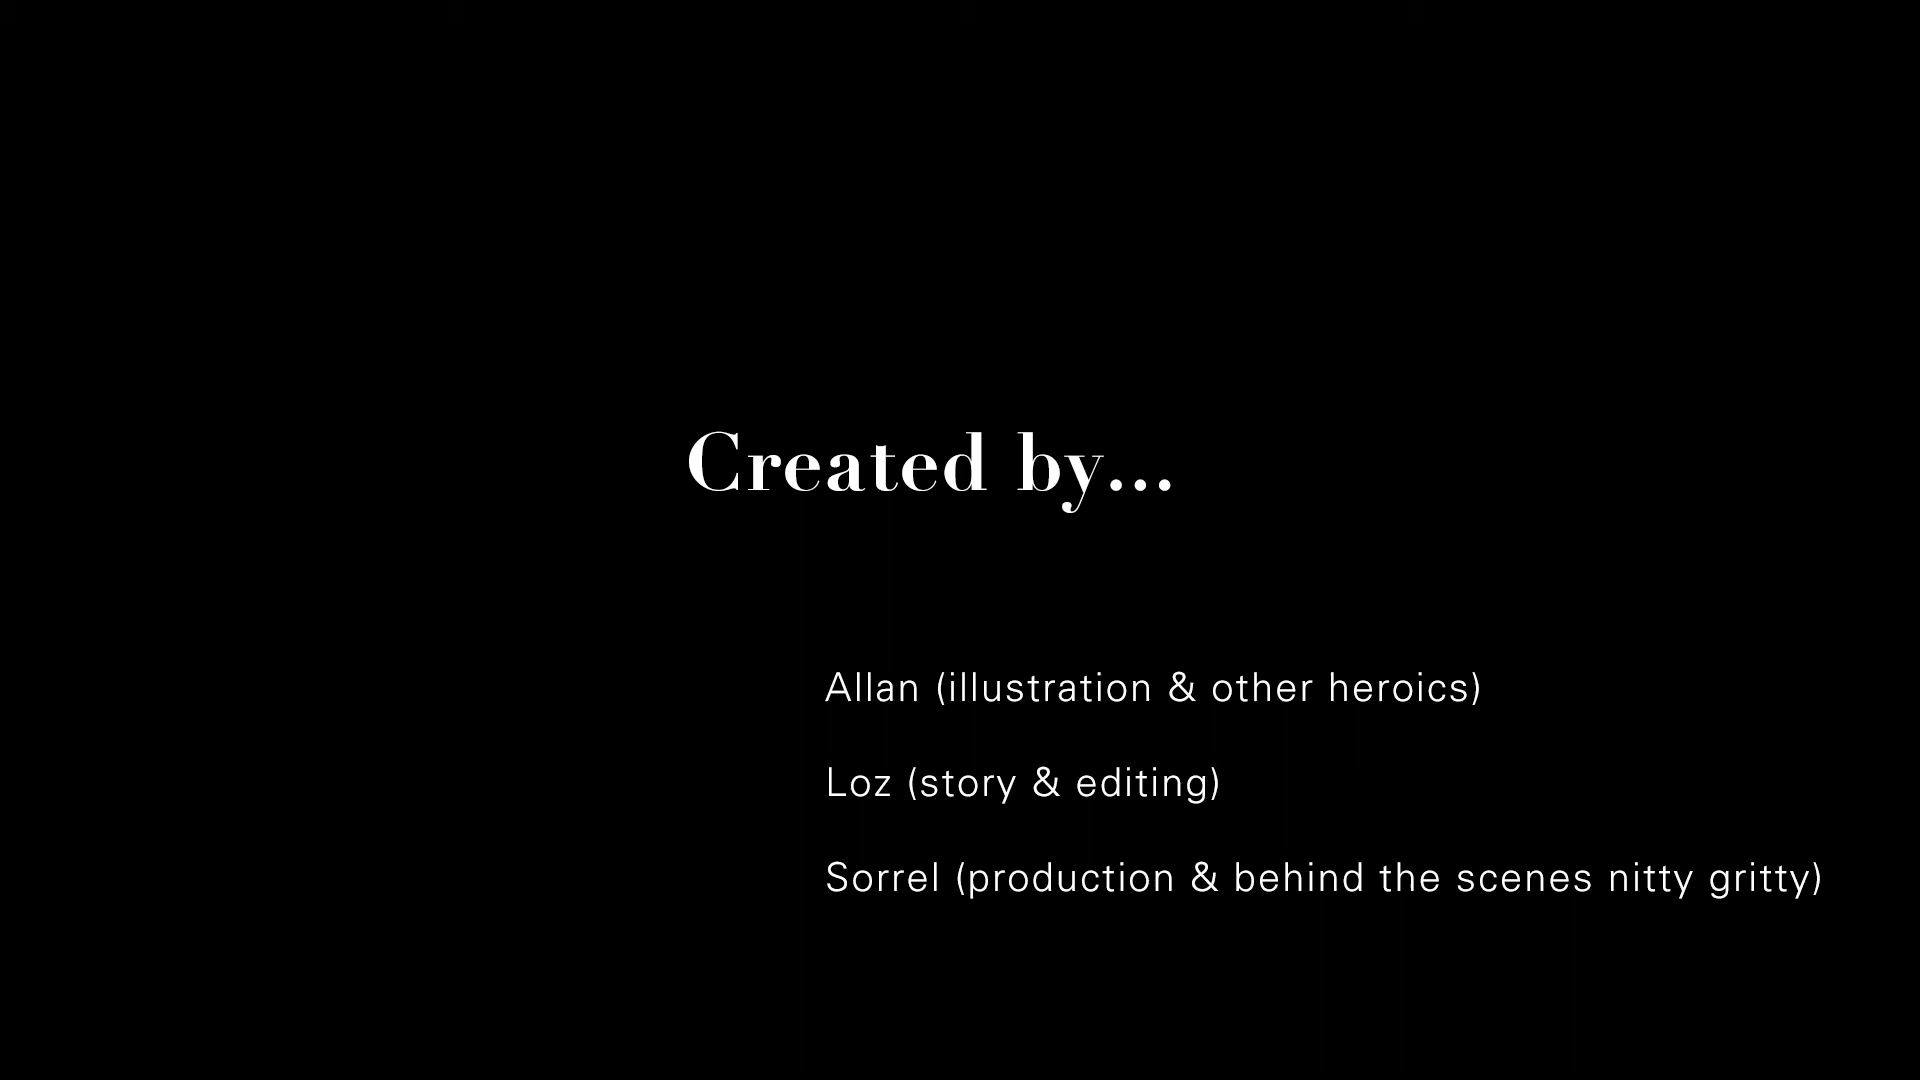 Created by...
Allan (illustration & other heroics)
Loz (story & editing)
Sorrel (production & behind the scenes nitty gritty)